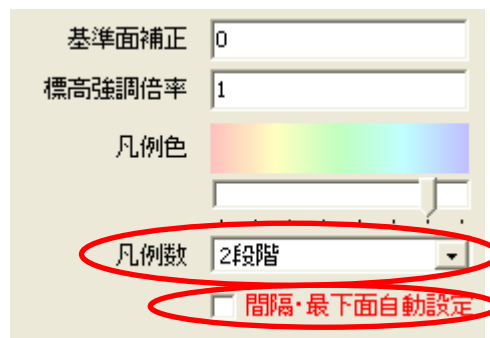 基準面補正 0
標高強調倍率 1
凡例色
凡例数 2段階
間隔・最下面自動設定